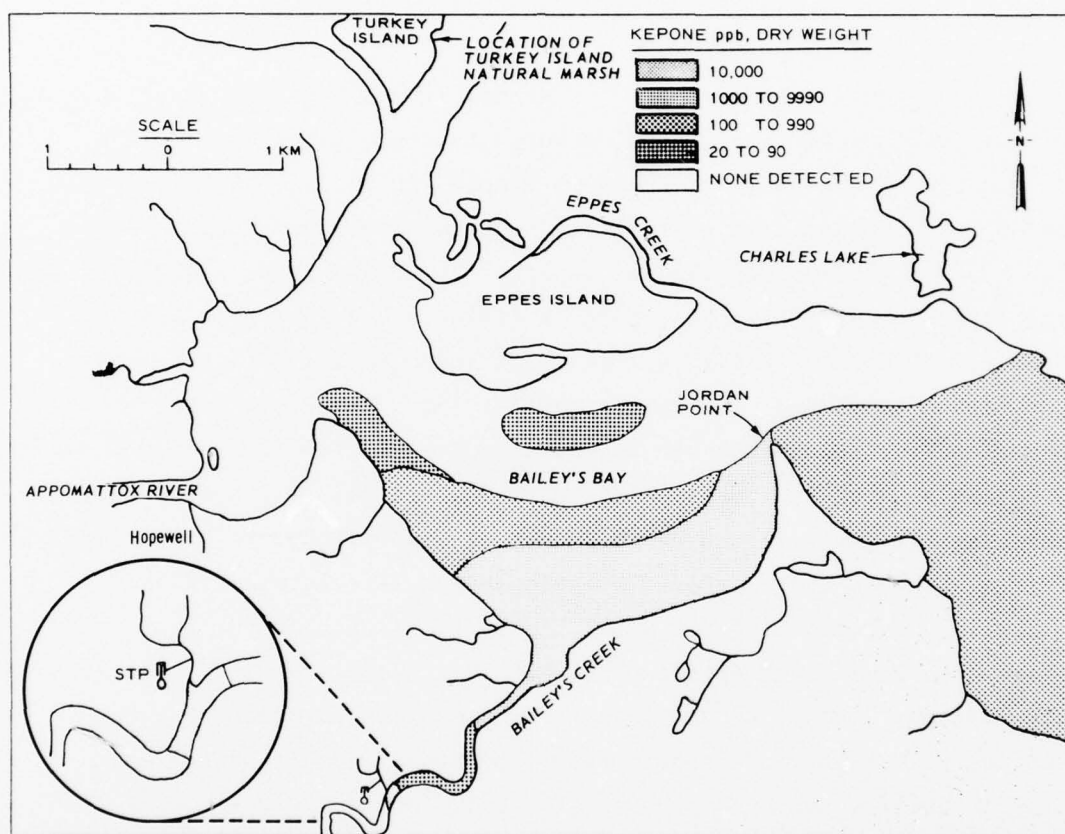 TURKEY
ISLAND
LOCATION OF
TURKEY ISLAND
NATURAL MARSH
KEPONE ppb, DRY WEIGHT
10,000
1000 TO 9990
100 TO 990
20 TO 90
NONE DETECTED
SCALE
1 0 1 KM
N
EPPES CREEK
CHARLES LAKE
EPPES ISLAND
JORDAN
POINT
BAILEY'S BAY
APPOMATTOX RIVER
Hopewell
STP
BAILEY'S CREEK